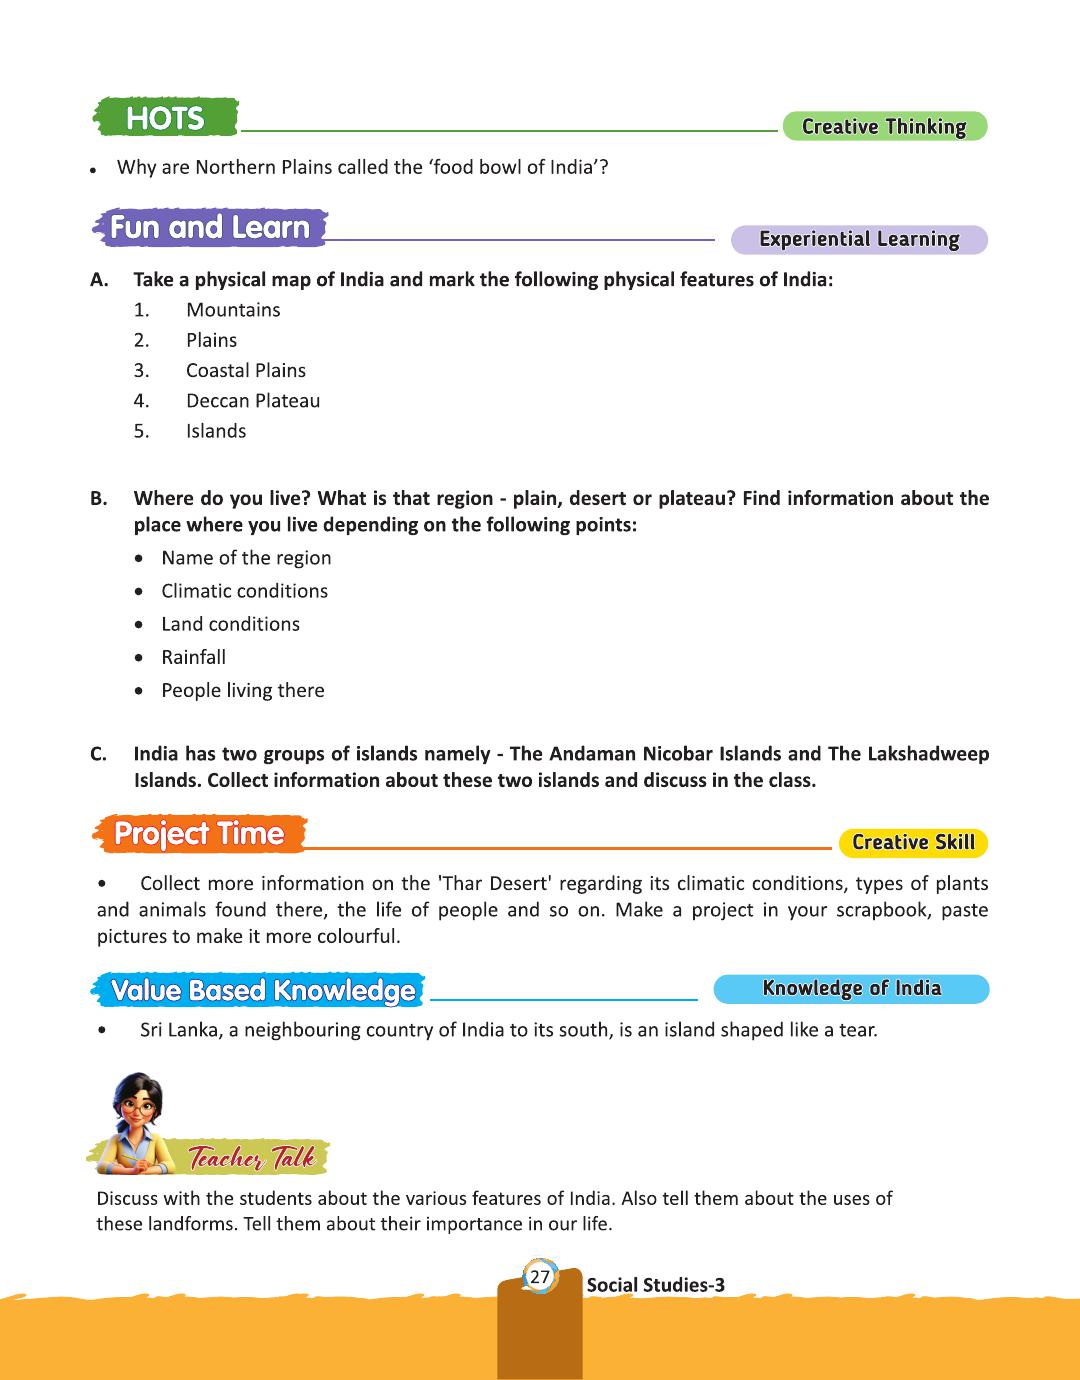 HOTS
Creative Thinking
• Why are Northern Plains called the ‘food bowl of India’?
Fun and Learn
Experiential Learning
A. Take a physical map of India and mark the following physical features of India:
1. Mountains
2. Plains
3. Coastal Plains
4. Deccan Plateau
5. Islands
B. Where do you live? What is that region - plain, desert or plateau? Find information about the
place where you live depending on the following points:
• Name of the region
• Climatic conditions
• Land conditions
• Rainfall
• People living there
C. India has two groups of islands namely - The Andaman Nicobar Islands and The Lakshadweep
Islands. Collect information about these two islands and discuss in the class.
Project Time
Creative Skill
• Collect more information on the 'Thar Desert' regarding its climatic conditions, types of plants
and animals found there, the life of people and so on. Make a project in your scrapbook, paste
pictures to make it more colourful.
Value Based Knowledge
Knowledge of India
• Sri Lanka, a neighbouring country of India to its south, is an island shaped like a tear.
Teacher Talk
Discuss with the students about the various features of India. Also tell them about the uses of
these landforms. Tell them about their importance in our life.
27
Social Studies-3